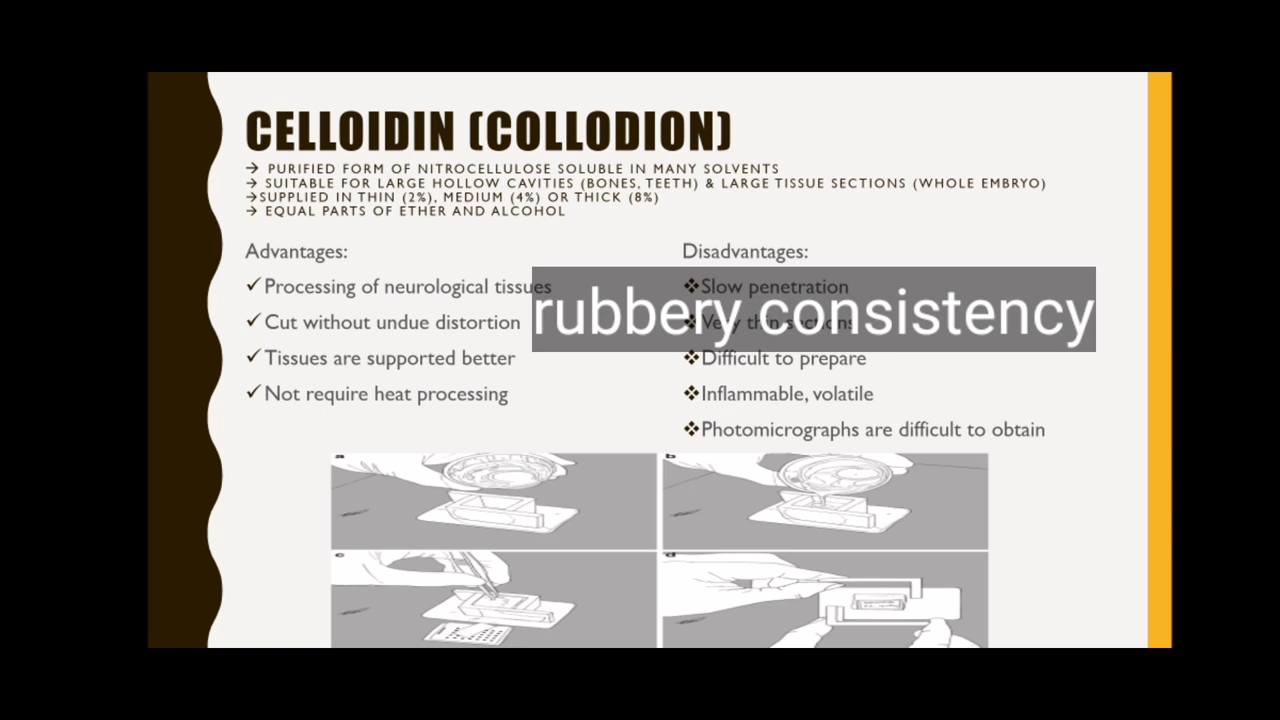 CELLOIDIN (COLLODION)
→ PURIFIED FORM OF NITROCELLULOSE SOLUBLE IN MANY SOLVENTS
→ SUITABLE FOR LARGE HOLLOW CAVITIES (BONES, TEETH) & LARGE TISSUE SECTIONS (WHOLE EMBRYO)
→SUPPLIED IN THIN (2%), MEDIUM (4%) OR THICK (8%)
→ EQUAL PARTS OF ETHER AND ALCOHOL
Advantages:
✓Processing of neurological tissues
✓Cut without undue distortion
✓Tissues are supported better
✓Not require heat processing
Disadvantages:
❖Slow penetration
❖Very thin sections
❖Difficult to prepare
❖Inflammable, volatile
❖Photomicrographs are difficult to obtain
rubbery consistency
a
b
c
d